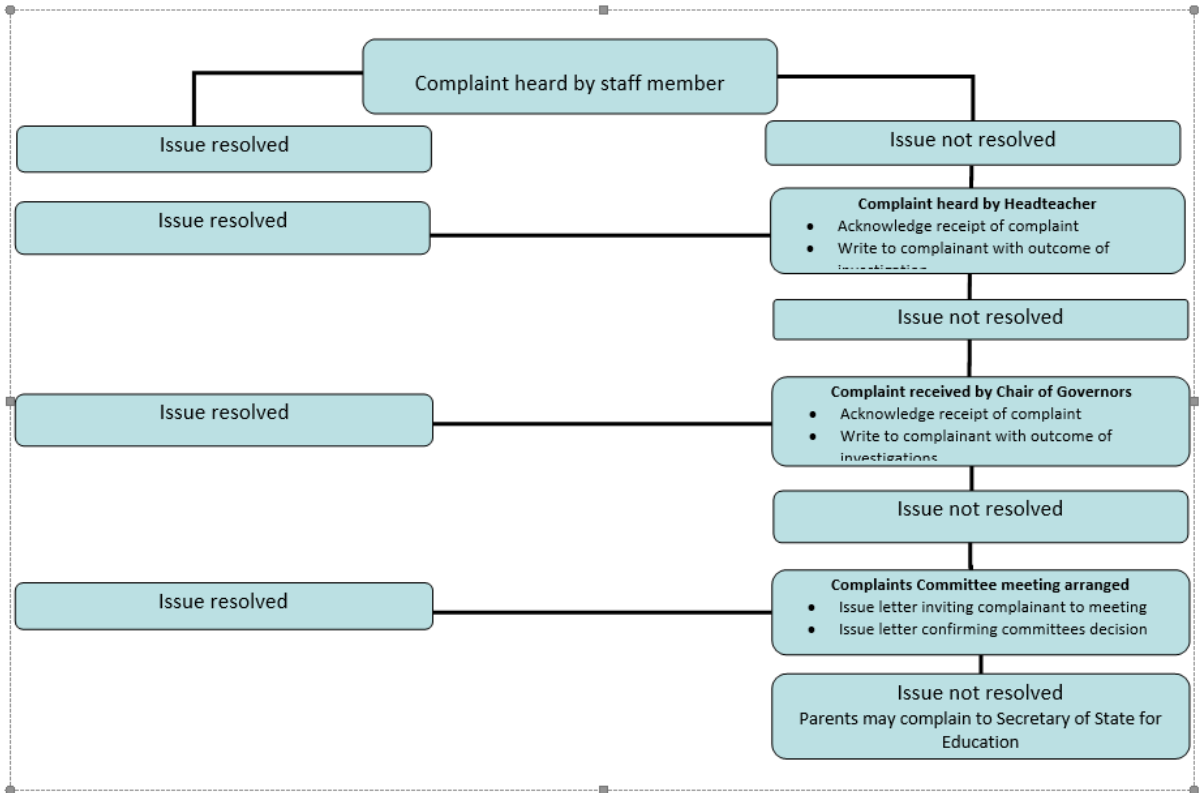 Complaint heard by staff member
Issue resolved
Issue not resolved
Issue resolved
Complaint heard by Headteacher
• Acknowledge receipt of complaint
• Write to complainant with outcome of
Issue not resolved
Issue resolved
Complaint received by Chair of Governors
• Acknowledge receipt of complaint
• Write to complainant with outcome of
investigations
Issue not resolved
Issue resolved
Complaints Committee meeting arranged
• Issue letter inviting complainant to meeting
• Issue letter confirming committees decision
Issue not resolved
Parents may complain to Secretary of State for
Education